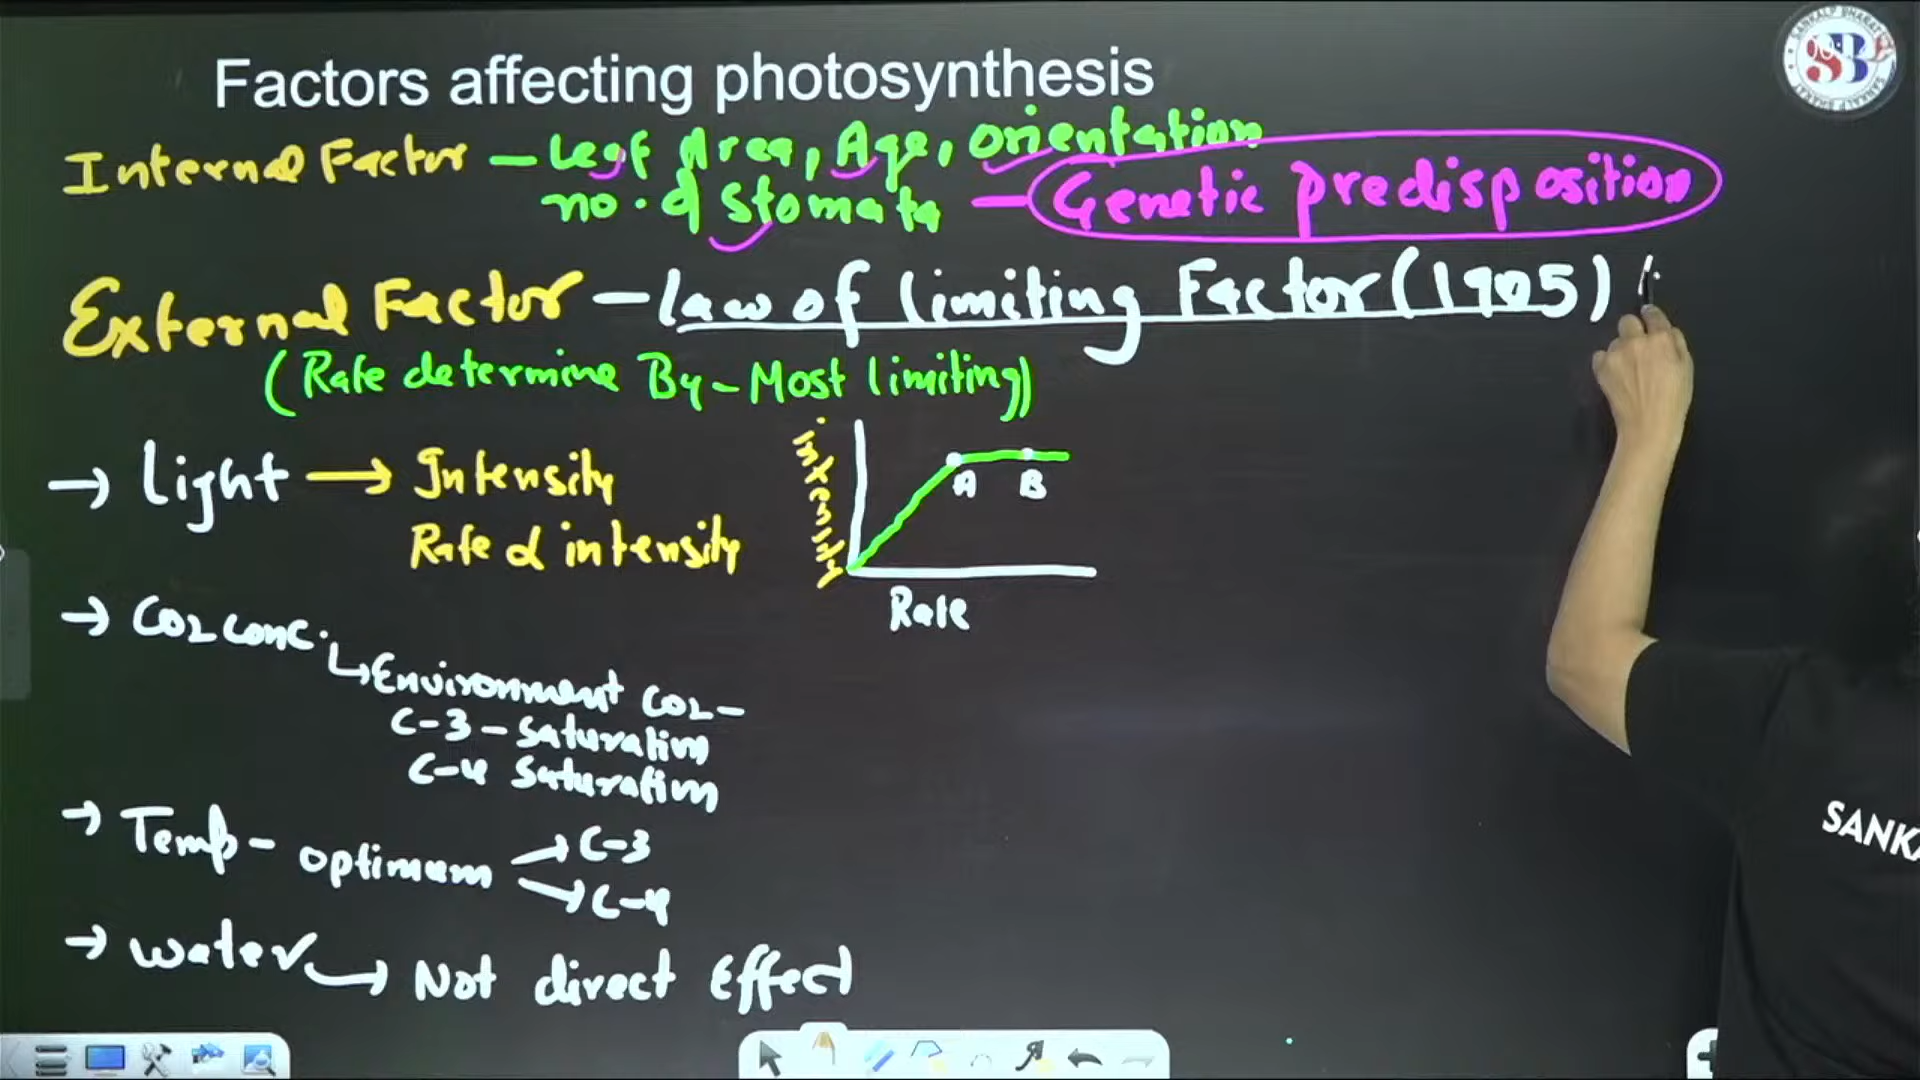 Factors affecting photosynthesis
Internal Factor – Leaf Area, Age, orientation
no. of stomata – Genetic predisposition
External Factor – law of limiting Factor (1905)
(Rate determine By – Most limiting)
→ Light → Intensity
Rate α intensity
intensity
A B
Rate
→ CO2 conc.
↳ Environment CO2 –
C-3 – Saturation
C-4 Saturation
→ Temp – optimum → C-3
→ C-4
→ water → Not direct Effect
SB
SANKA